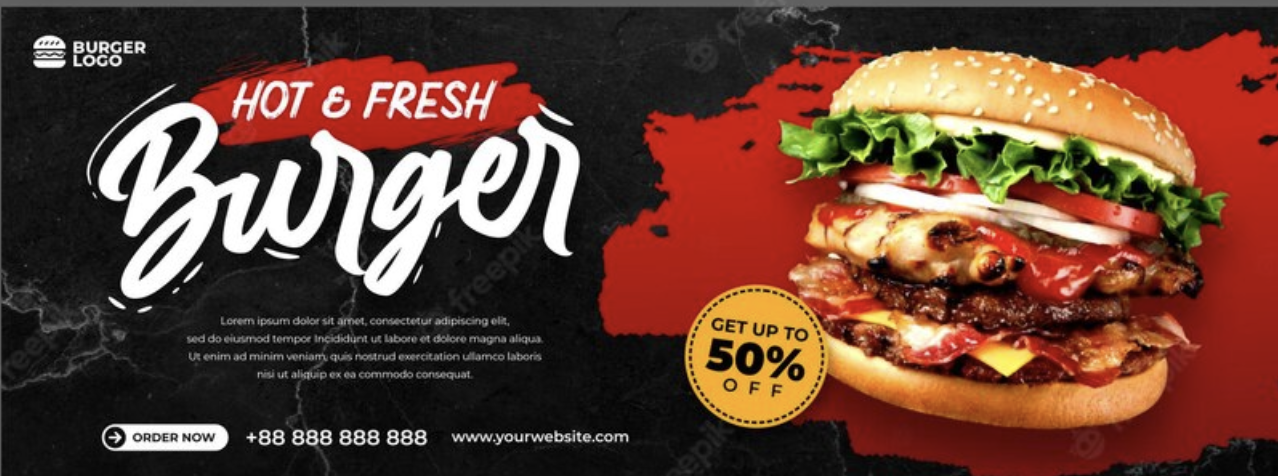 BURGER
LOGO
HOT & FRESH
Burger
Lorem ipsum dolor sit amet, consectetur adipiscing elit,
sed do eiusmod tempor Incididunt ut labore et dolore magna aliqua.
Ut enim ad minim veniam, quis nostrud exercitation ullamco laboris
nisi ut aliquip ex ea commodo consequat.
GET UP TO
50%
OFF
ORDER NOW +88 888 888 888 www.yourwebsite.com
freepik